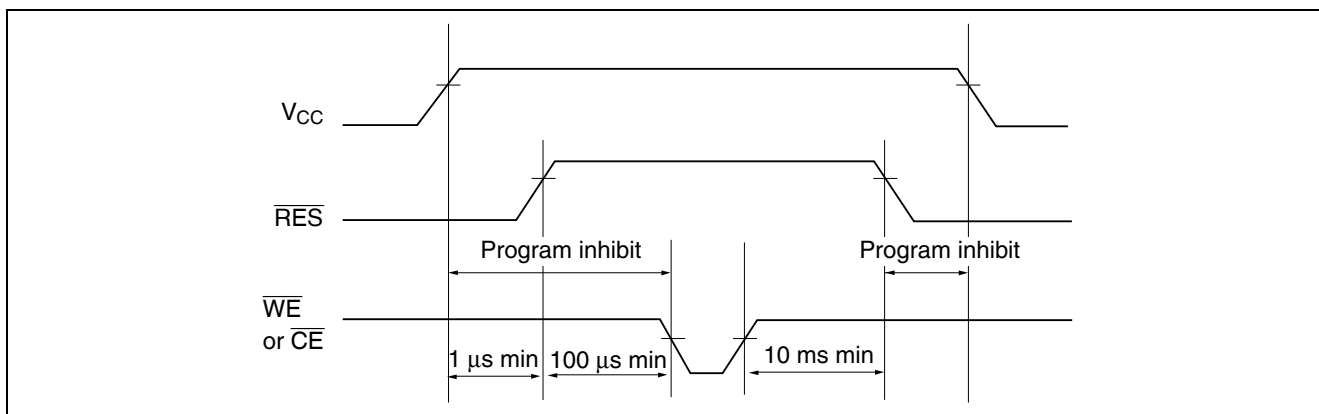 VCC
RES
Program inhibit Program inhibit
WE
or CE
1 μs min 100 μs min 10 ms min